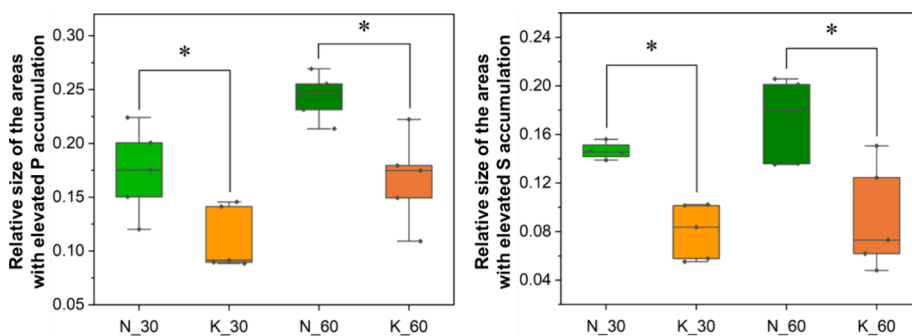 Relative size of the areas
with elevated P accumulation
0.30
0.25
0.20
0.15
0.10
0.05
*
*
N_30
K_30
N_60
K_60
Relative size of the areas
with elevated S accumulation
0.24
0.20
0.16
0.12
0.08
0.04
*
*
N_30
K_30
N_60
K_60